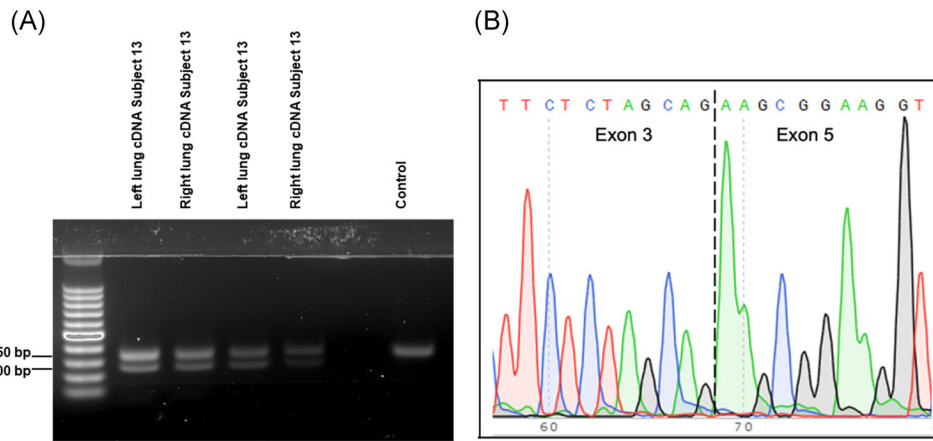 (A)
Left lung cDNA Subject 13
Right lung cDNA Subject 13
Left lung cDNA Subject 13
Right lung cDNA Subject 13
Control
50 bp
00 bp
(B)
T T C T C T A G C A G A A G C G G A A G G T
Exon 3
Exon 5
60
70